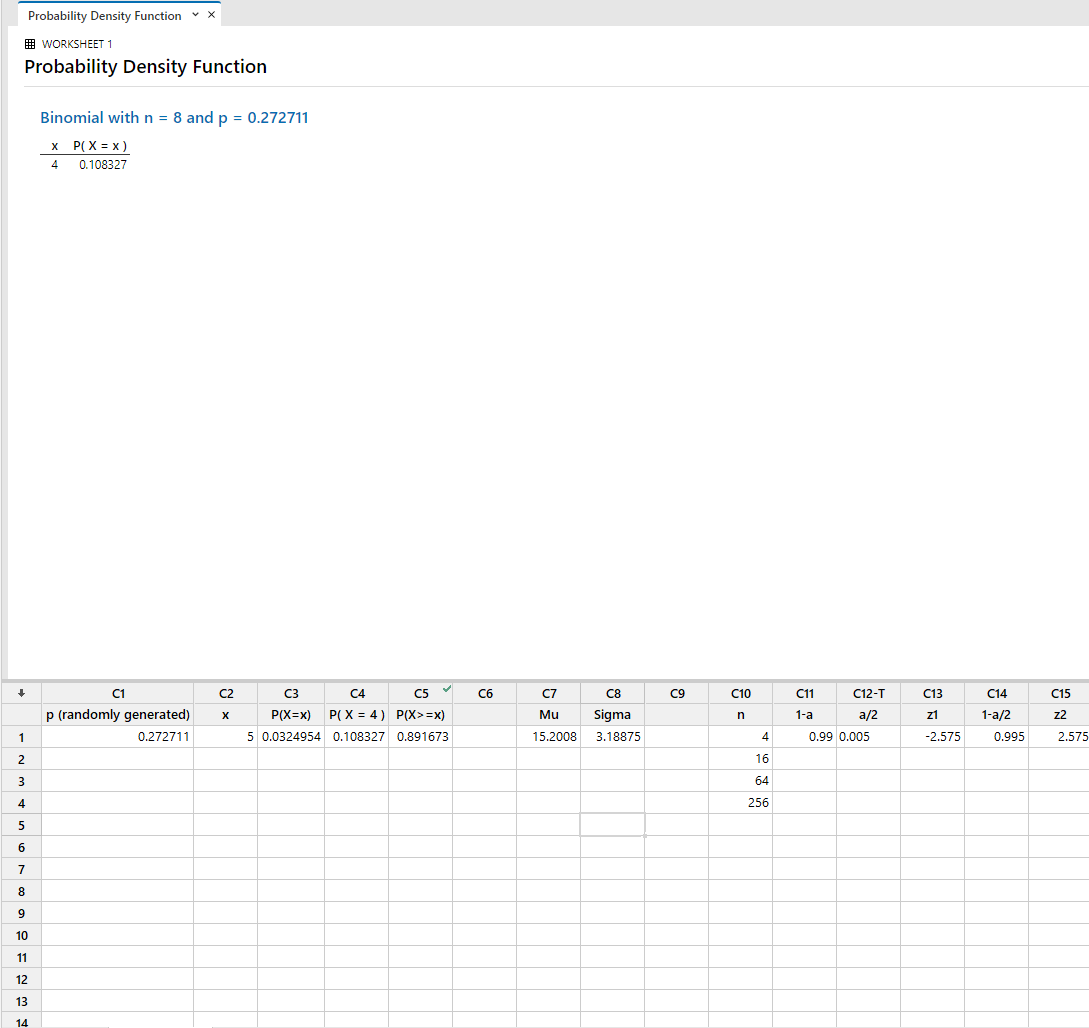 Probability Density Function
WORKSHEET 1
Probability Density Function
Binomial with n = 8 and p = 0.272711
x P( X = x )
4 0.108327
C1 C2 C3 C4 C5 C6 C7 C8 C9 C10 C11 C12-T C13 C14 C15
p (randomly generated) x P(X=x) P( X = 4 ) P(X>=x) Mu Sigma n 1-a a/2 z1 1-a/2 z2
1 0.272711 5 0.0324954 0.108327 0.891673 15.2008 3.18875 4 0.99 0.005 -2.575 0.995 2.575
2 16
3 64
4 256
5
6
7
8
9
10
11
12
13
14